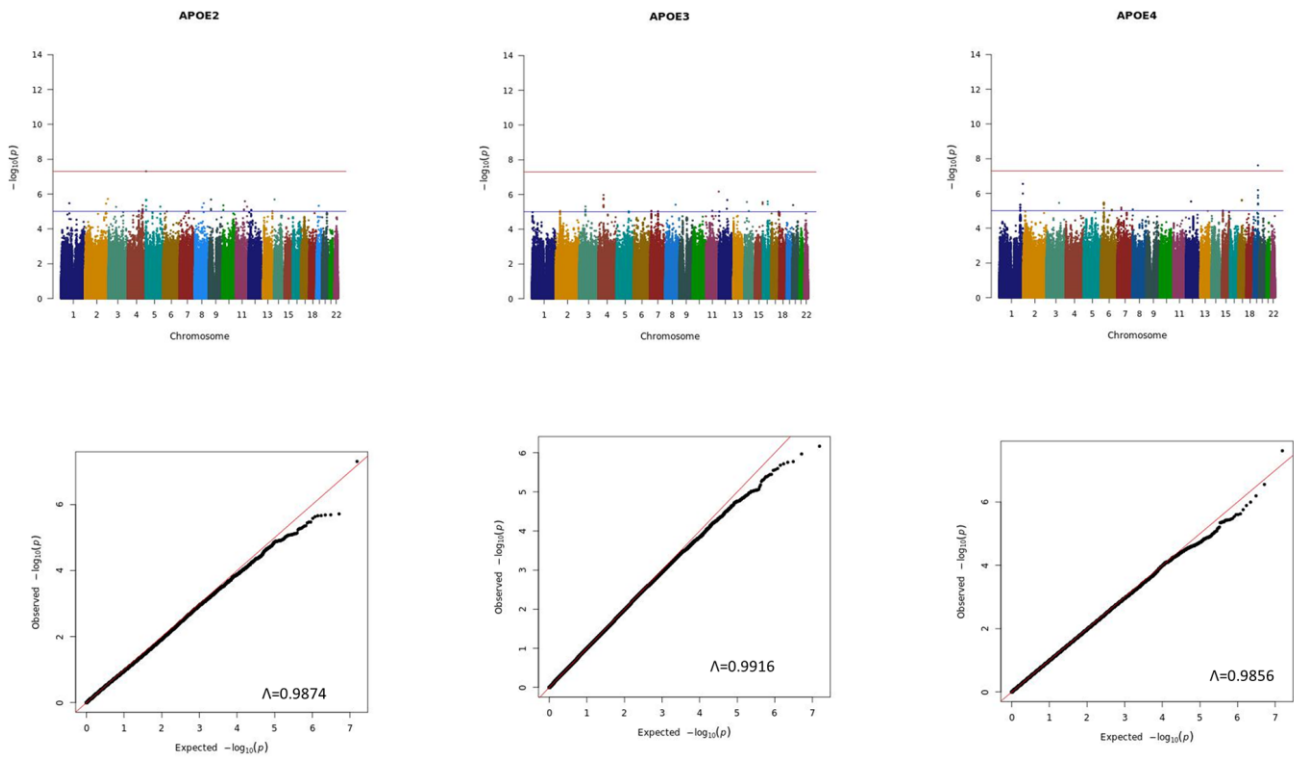 APOE2
14
12
10
8
6
4
2
0
−log10(p)
1 2 3 4 5 6 7 8 9 11 13 15 18 22
Chromosome
APOE3
14
12
10
8
6
4
2
0
−log10(p)
1 2 3 4 5 6 7 8 9 11 13 15 18 22
Chromosome
APOE4
14
12
10
8
6
4
2
0
−log10(p)
1 2 3 4 5 6 7 8 9 11 13 15 18 22
Chromosome
6
4
2
0
Observed −log10(p)
Λ=0.9874
0 1 2 3 4 5 6 7
Expected −log10(p)
6
5
4
3
2
1
0
Observed −log10(p)
Λ=0.9916
0 1 2 3 4 5 6 7
Expected −log10(p)
6
4
2
0
Observed −log10(p)
Λ=0.9856
0 1 2 3 4 5 6 7
Expected −log10(p)